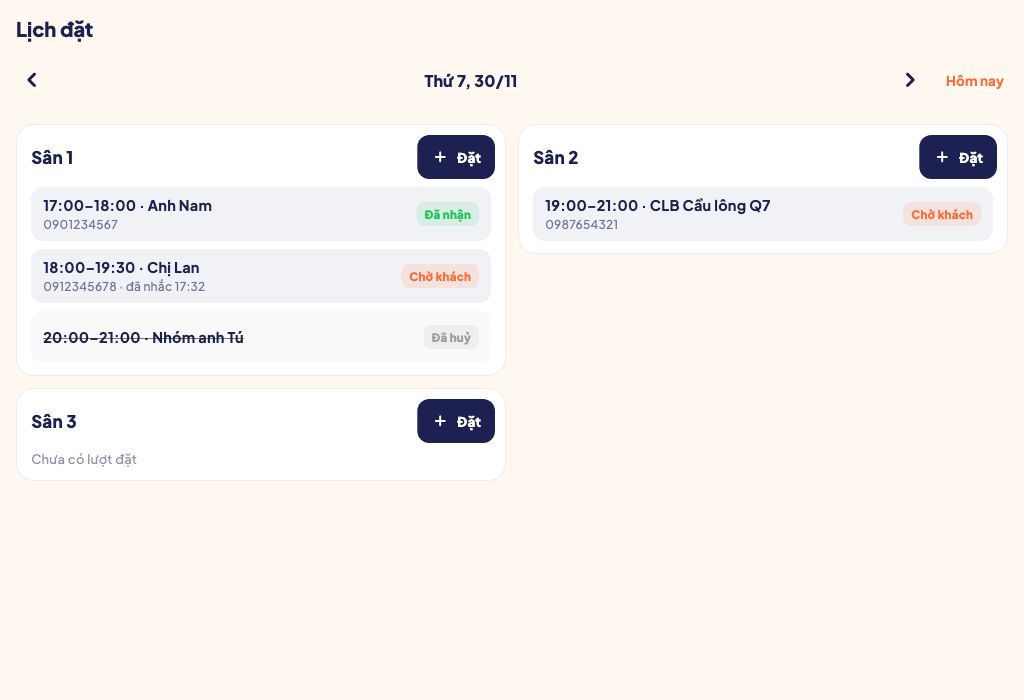 Lịch đặt
Thứ 7, 30/11
Hôm nay
Sân 1
+ Đặt
17:00–18:00 · Anh Nam
0901234567
Đã nhận
18:00–19:30 · Chị Lan
0912345678 · đã nhắc 17:32
Chờ khách
20:00–21:00 · Nhóm anh Tú
Đã huỷ
Sân 2
+ Đặt
19:00–21:00 · CLB Cầu lông Q7
0987654321
Chờ khách
Sân 3
+ Đặt
Chưa có lượt đặt